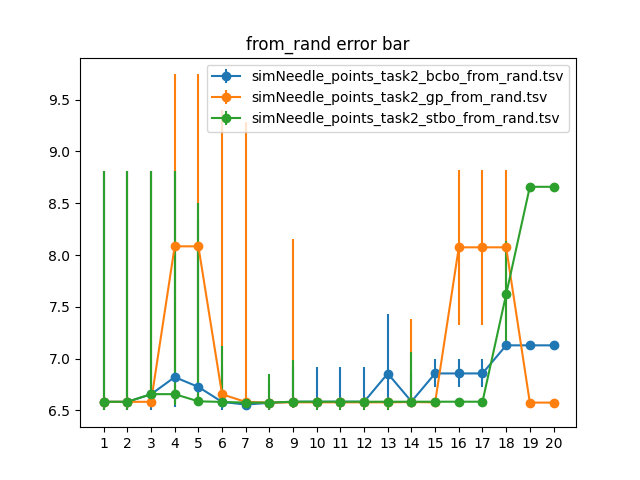 from_rand error bar
simNeedle_points_task2_bcbo_from_rand.tsv
simNeedle_points_task2_gp_from_rand.tsv
simNeedle_points_task2_stbo_from_rand.tsv
9.5
9.0
8.5
8.0
7.5
7.0
6.5
1 2 3 4 5 6 7 8 9 10 11 12 13 14 15 16 17 18 19 20